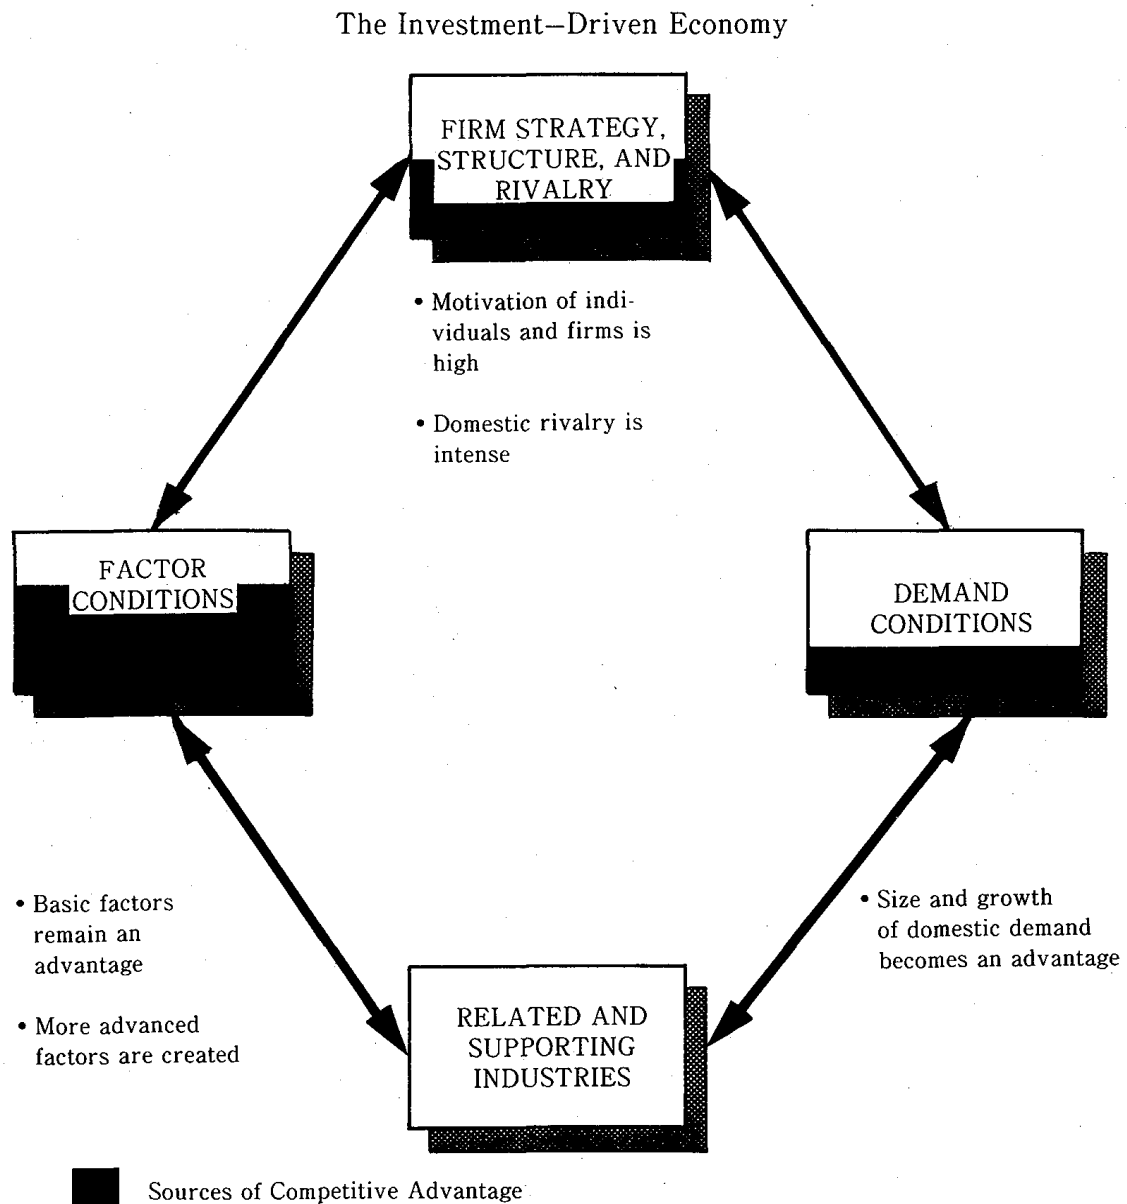 The Investment–Driven Economy
FIRM STRATEGY,
STRUCTURE, AND
RIVALRY
• Motivation of indi-
viduals and firms is
high
• Domestic rivalry is
intense
FACTOR
CONDITIONS
DEMAND
CONDITIONS
• Basic factors
remain an
advantage
• More advanced
factors are created
• Size and growth
of domestic demand
becomes an advantage
RELATED AND
SUPPORTING
INDUSTRIES
Sources of Competitive Advantage